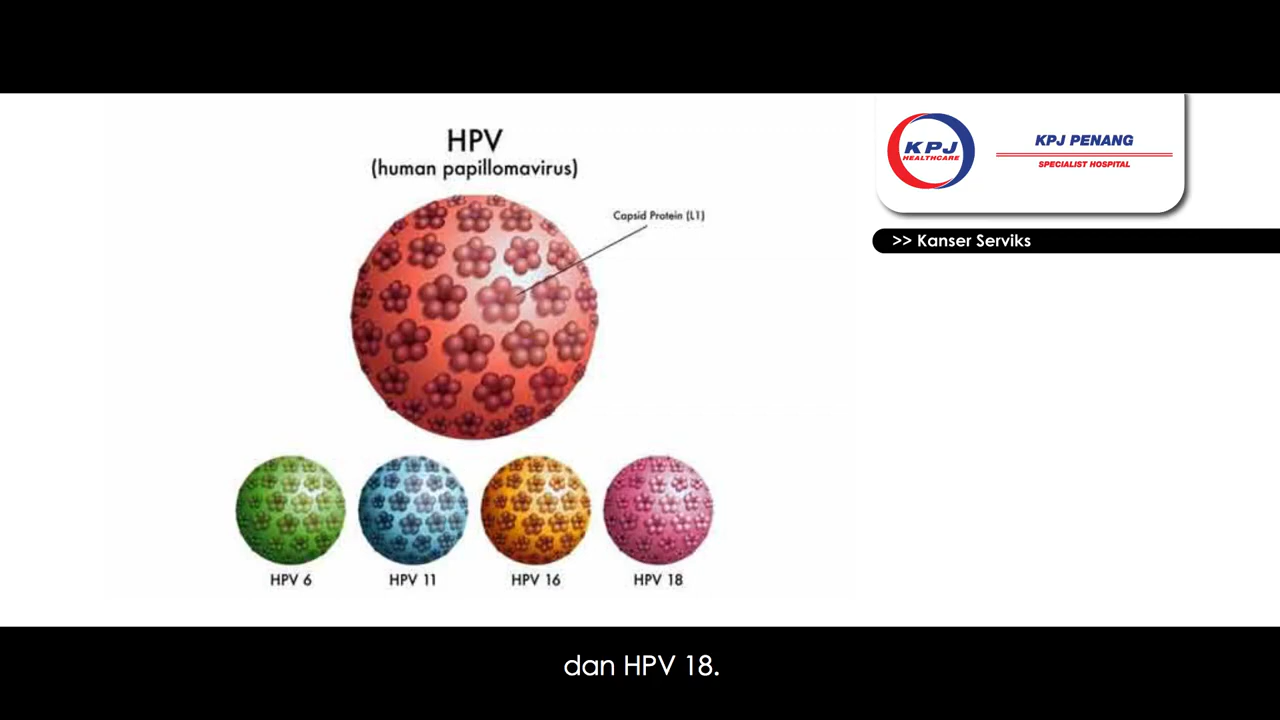 HPV
(human papillomavirus)
Capsid Protein (L1)
HPV 6
HPV 11
HPV 16
HPV 18
KPJ
HEALTHCARE
KPJ PENANG
SPECIALIST HOSPITAL
>> Kanser Serviks
dan HPV 18.